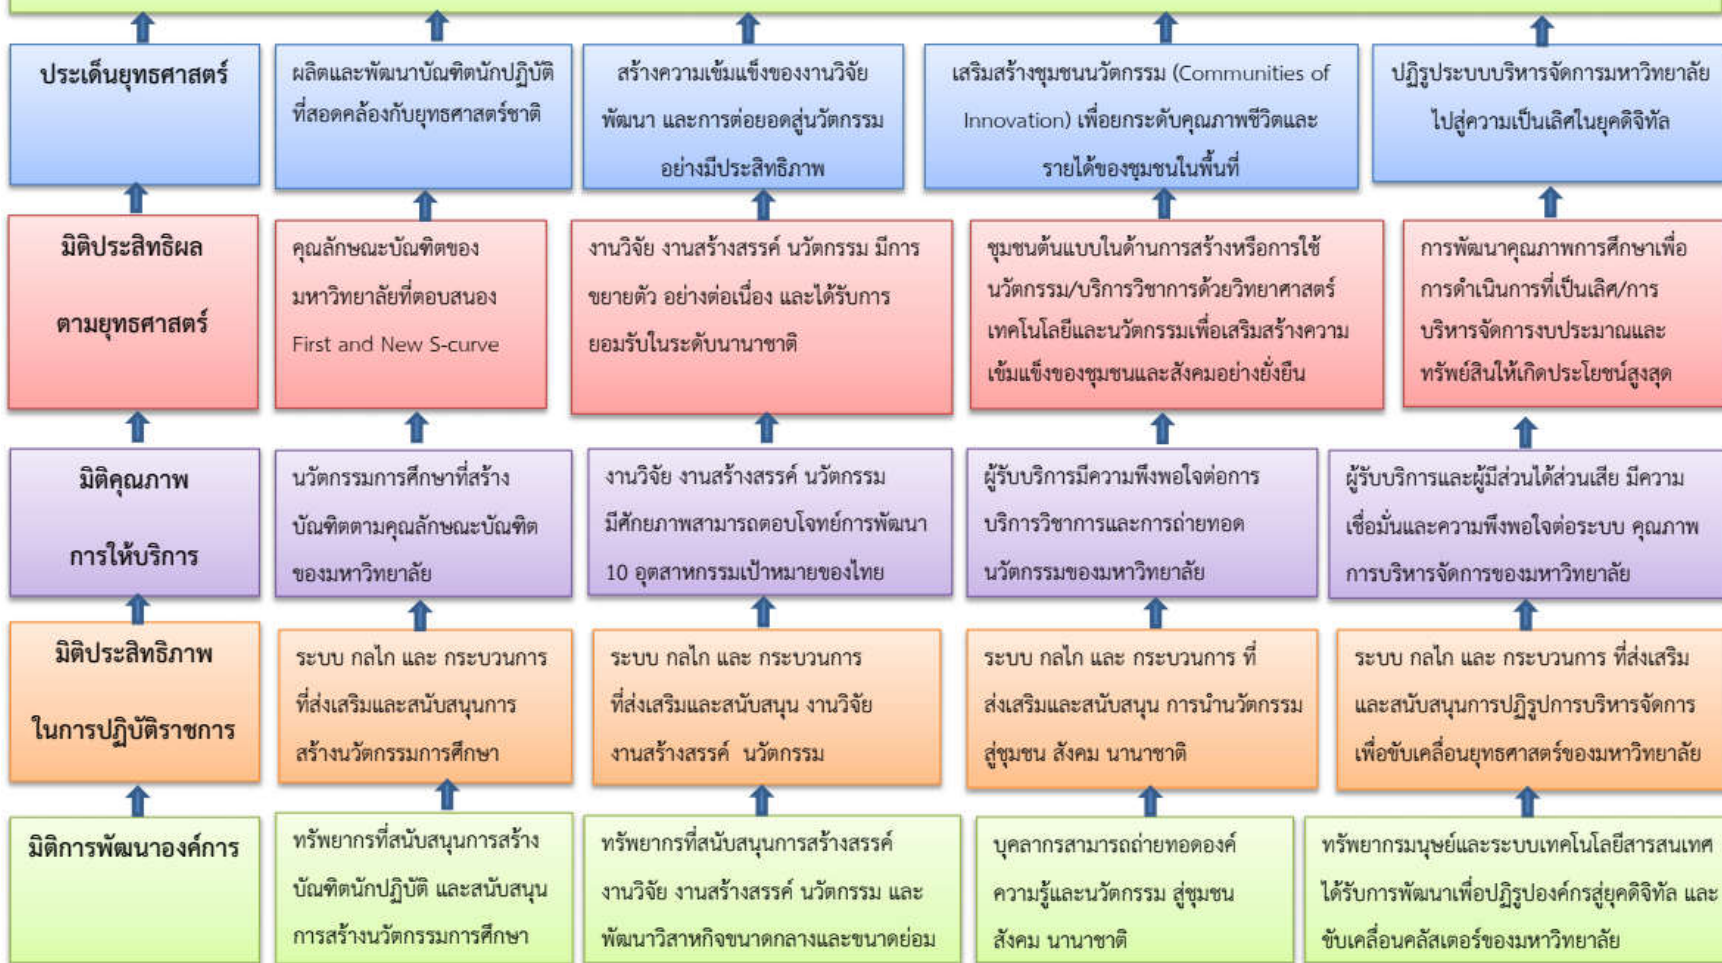 ประเด็นยุทธศาสตร์
ผลิตและพัฒนาบัณฑิตนักปฏิบัติ
ที่สอดคล้องกับยุทธศาสตร์ชาติ
สร้างความเข้มแข็งของงานวิจัย
พัฒนา และการต่อยอดสู่นวัตกรรม
อย่างมีประสิทธิภาพ
เสริมสร้างชุมชนนวัตกรรม (Communities of
Innovation) เพื่อยกระดับคุณภาพชีวิตและ
รายได้ของชุมชนในพื้นที่
ปฏิรูประบบบริหารจัดการมหาวิทยาลัย
ไปสู่ความเป็นเลิศในยุคดิจิทัล
มิติประสิทธิผล
ตามยุทธศาสตร์
คุณลักษณะบัณฑิตของ
มหาวิทยาลัยที่ตอบสนอง
First and New S-curve
งานวิจัย งานสร้างสรรค์ นวัตกรรม มีการ
ขยายตัว อย่างต่อเนื่อง และได้รับการ
ยอมรับในระดับนานาชาติ
ชุมชนต้นแบบในด้านการสร้างหรือการใช้
นวัตกรรม/บริการวิชาการด้วยวิทยาศาสตร์
เทคโนโลยีและนวัตกรรมเพื่อเสริมสร้างความ
เข้มแข็งของชุมชนและสังคมอย่างยั่งยืน
การพัฒนาคุณภาพการศึกษาเพื่อ
การดำเนินการที่เป็นเลิศ/การ
บริหารจัดการงบประมาณและ
ทรัพย์สินให้เกิดประโยชน์สูงสุด
มิติคุณภาพ
การให้บริการ
นวัตกรรมการศึกษาที่สร้าง
บัณฑิตตามคุณลักษณะบัณฑิต
ของมหาวิทยาลัย
งานวิจัย งานสร้างสรรค์ นวัตกรรม
มีศักยภาพสามารถตอบโจทย์การพัฒนา
10 อุตสาหกรรมเป้าหมายของไทย
ผู้รับบริการมีความพึงพอใจต่อการ
บริการวิชาการและการถ่ายทอด
นวัตกรรมของมหาวิทยาลัย
ผู้รับบริการและผู้มีส่วนได้ส่วนเสีย มีความ
เชื่อมั่นและความพึงพอใจต่อระบบ คุณภาพ
การบริหารจัดการของมหาวิทยาลัย
มิติประสิทธิภาพ
ในการปฏิบัติราชการ
ระบบ กลไก และ กระบวนการ
ที่ส่งเสริมและสนับสนุนการ
สร้างนวัตกรรมการศึกษา
ระบบ กลไก และ กระบวนการ
ที่ส่งเสริมและสนับสนุน งานวิจัย
งานสร้างสรรค์ นวัตกรรม
ระบบ กลไก และ กระบวนการ ที่
ส่งเสริมและสนับสนุน การนำนวัตกรรม
สู่ชุมชน สังคม นานาชาติ
ระบบ กลไก และ กระบวนการ ที่ส่งเสริม
และสนับสนุนการปฏิรูปการบริหารจัดการ
เพื่อขับเคลื่อนยุทธศาสตร์ของมหาวิทยาลัย
มิติการพัฒนาองค์การ
ทรัพยากรที่สนับสนุนการสร้าง
บัณฑิตนักปฏิบัติ และสนับสนุน
การสร้างนวัตกรรมการศึกษา
ทรัพยากรที่สนับสนุนการสร้างสรรค์
งานวิจัย งานสร้างสรรค์ นวัตกรรม และ
พัฒนาวิสาหกิจขนาดกลางและขนาดย่อม
บุคลากรสามารถถ่ายทอดองค์
ความรู้และนวัตกรรม สู่ชุมชน
สังคม นานาชาติ
ทรัพยากรมนุษย์และระบบเทคโนโลยีสารสนเทศ
ได้รับการพัฒนาเพื่อปฏิรูปองค์กรสู่ยุคดิจิทัล และ
ขับเคลื่อนคลัสเตอร์ของมหาวิทยาลัย